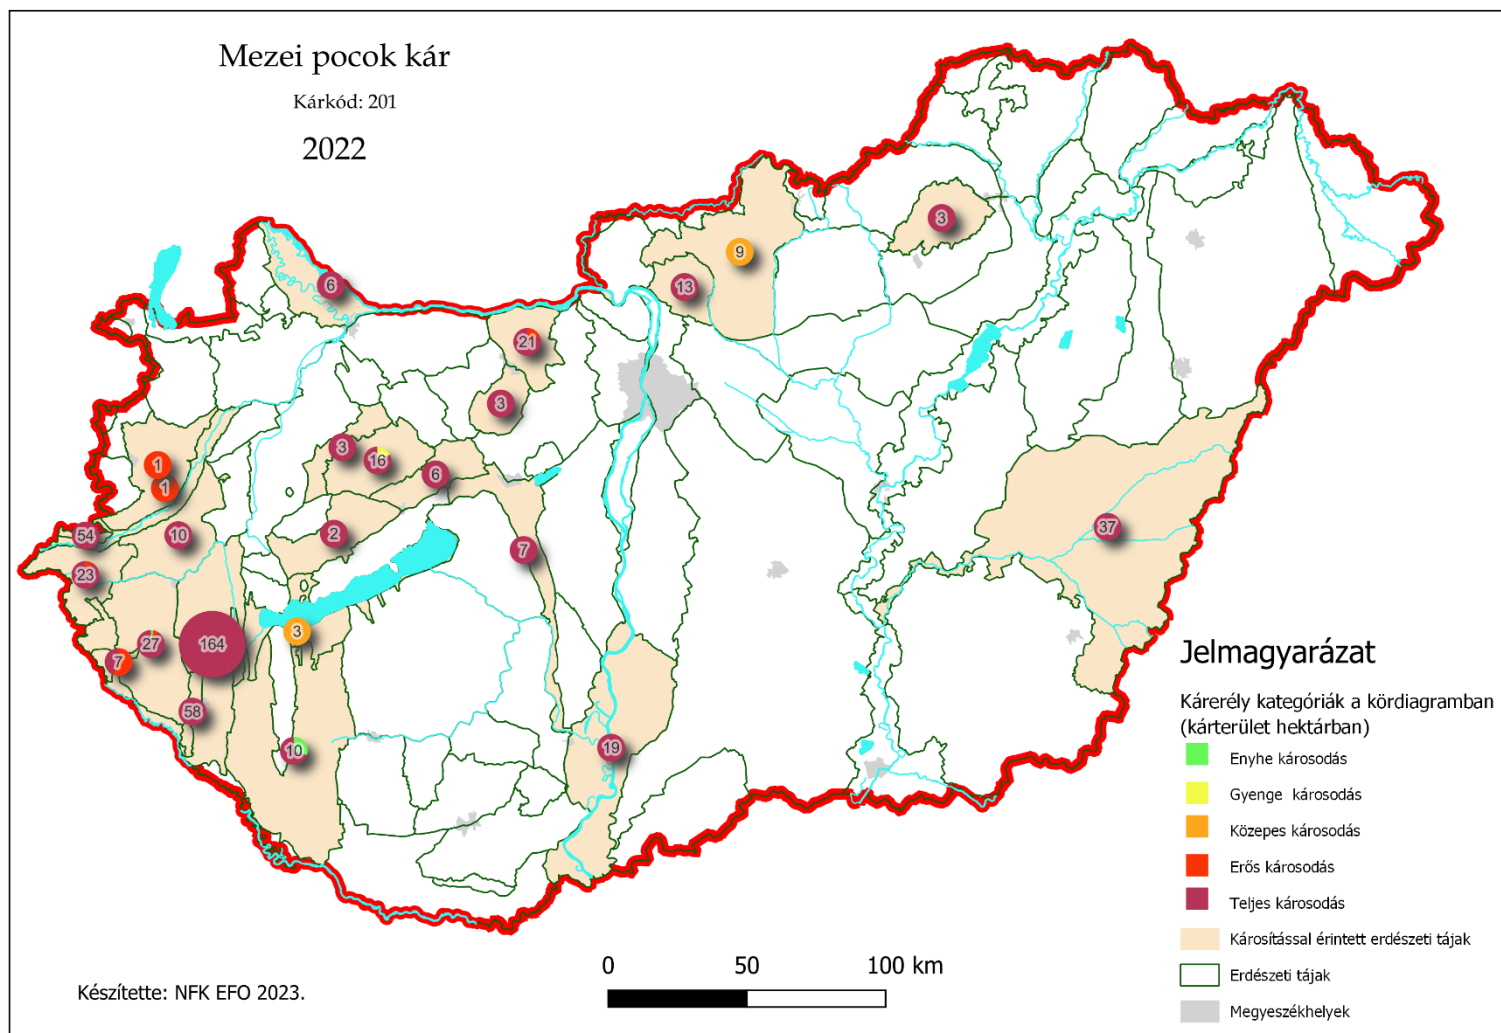 Mezei pocok kár
Kárkód: 201
2022
3
9
6
13
21
3
3
16
6
1
1
54
10
2
7
37
23
27
164
3
7
58
10
19
Jelmagyarázat
Kárerély kategóriák a kördiagramban
(kárterület hektárban)
Enyhe károsodás
Gyenge károsodás
Közepes károsodás
Erős károsodás
Teljes károsodás
Károsítással érintett erdészeti tájak
Erdészeti tájak
Megyeszékhelyek
0 50 100 km
Készítette: NFK EFO 2023.